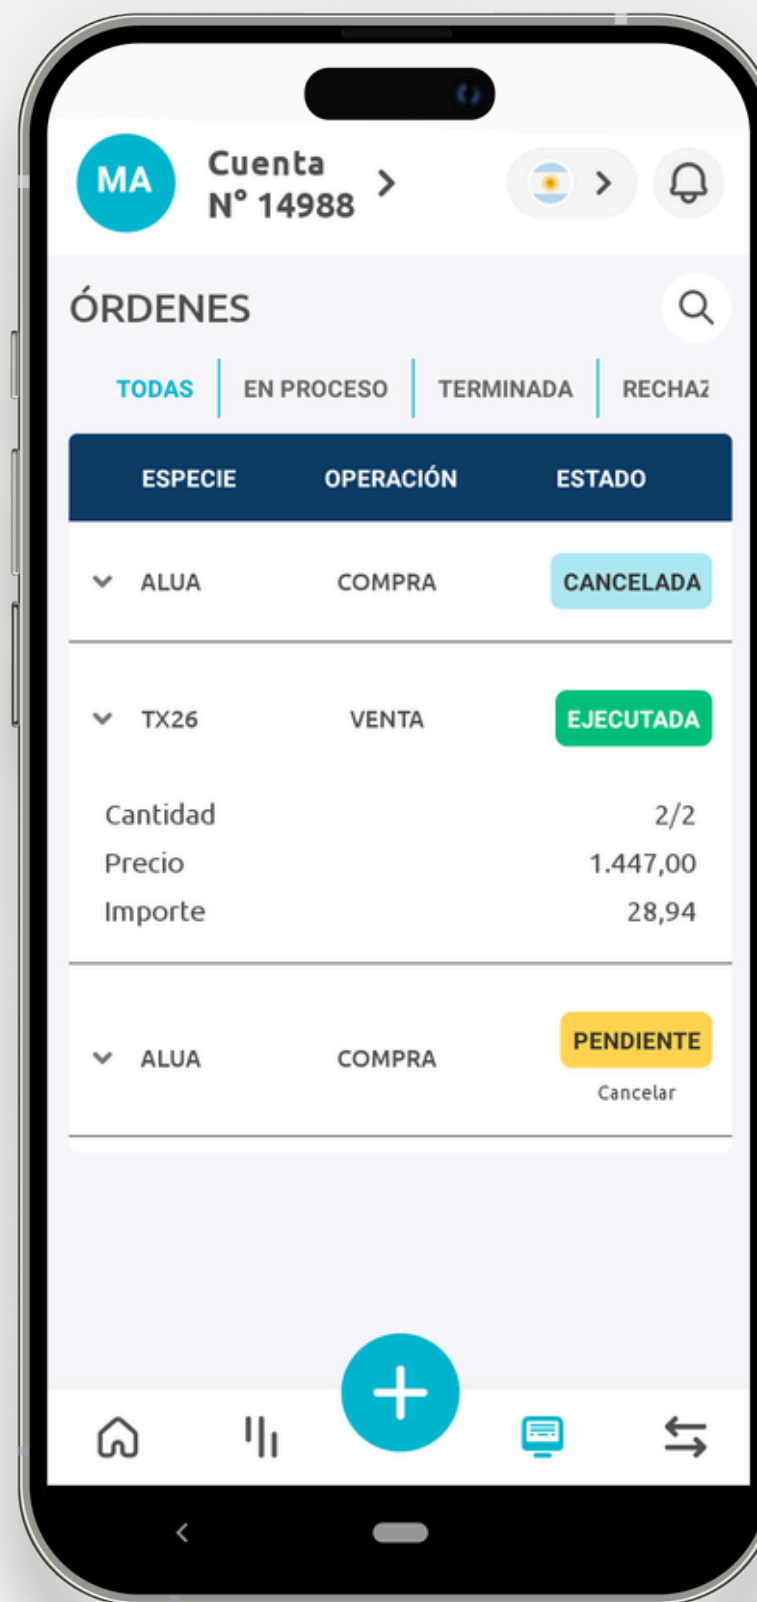 MA
Cuenta
N° 14988
ÓRDENES
TODAS EN PROCESO TERMINADA RECHAZ
ESPECIE OPERACIÓN ESTADO
ALUA COMPRA CANCELADA
TX26 VENTA EJECUTADA
Cantidad 2/2
Precio 1.447,00
Importe 28,94
ALUA COMPRA PENDIENTE
Cancelar